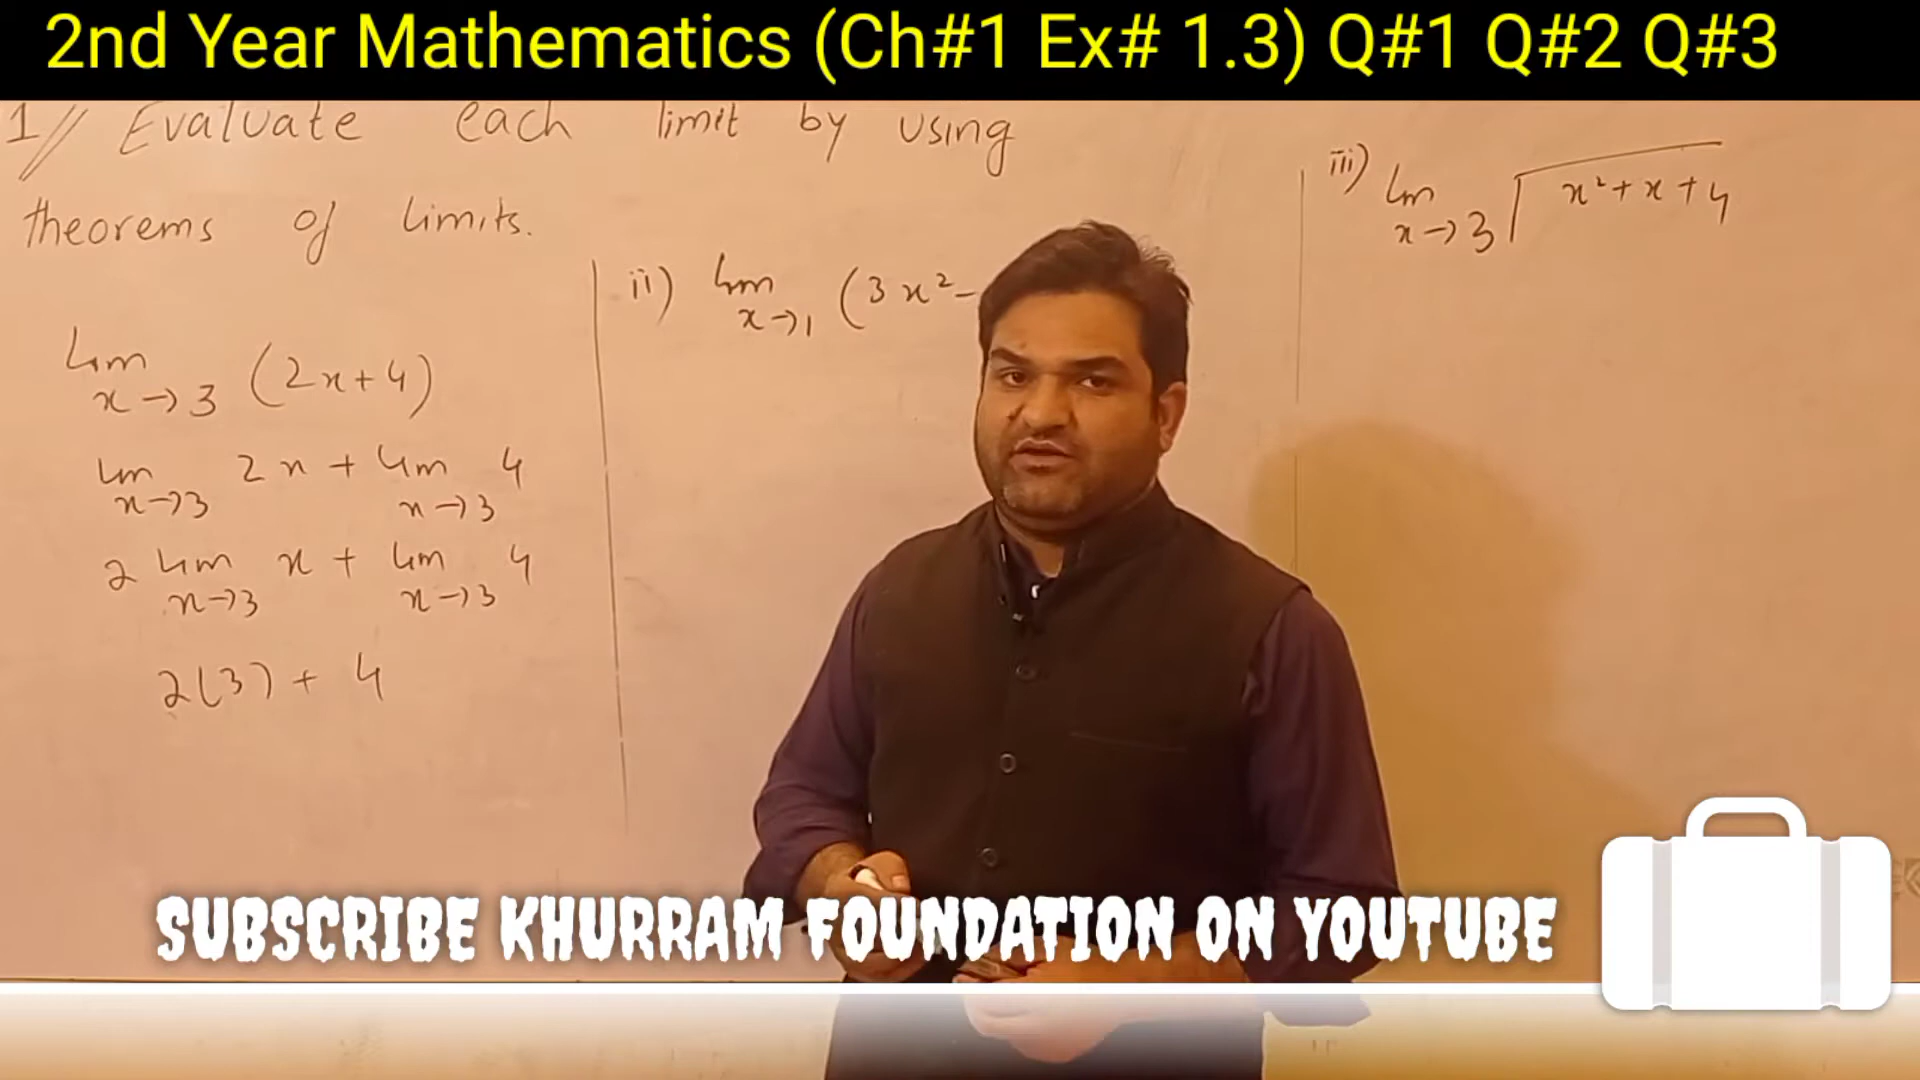 2nd Year Mathematics (Ch#1 Ex# 1.3) Q#1 Q#2 Q#3
1// Evaluate each limit by using
theorems of limits.
Lim x→3 (2x+4)
Lim x→3 2x + Lim x→3 4
2 Lim x→3 x + Lim x→3 4
2(3) + 4
ii) Lim x→1 (3x²-
iii) Lim x→3 √x²+x+4
SUBSCRIBE KHURRAM FOUNDATION ON YOUTUBE